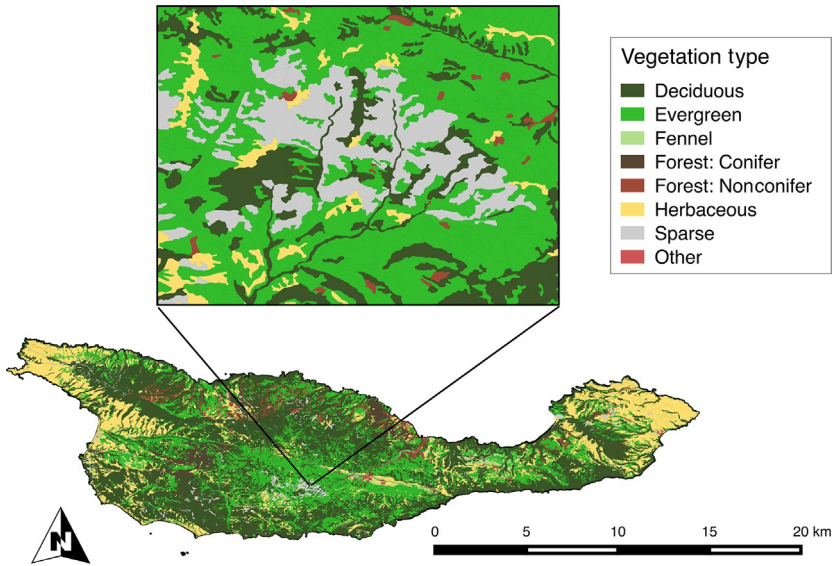 Vegetation type
Deciduous
Evergreen
Fennel
Forest: Conifer
Forest: Nonconifer
Herbaceous
Sparse
Other
N
0 5 10 15 20 km